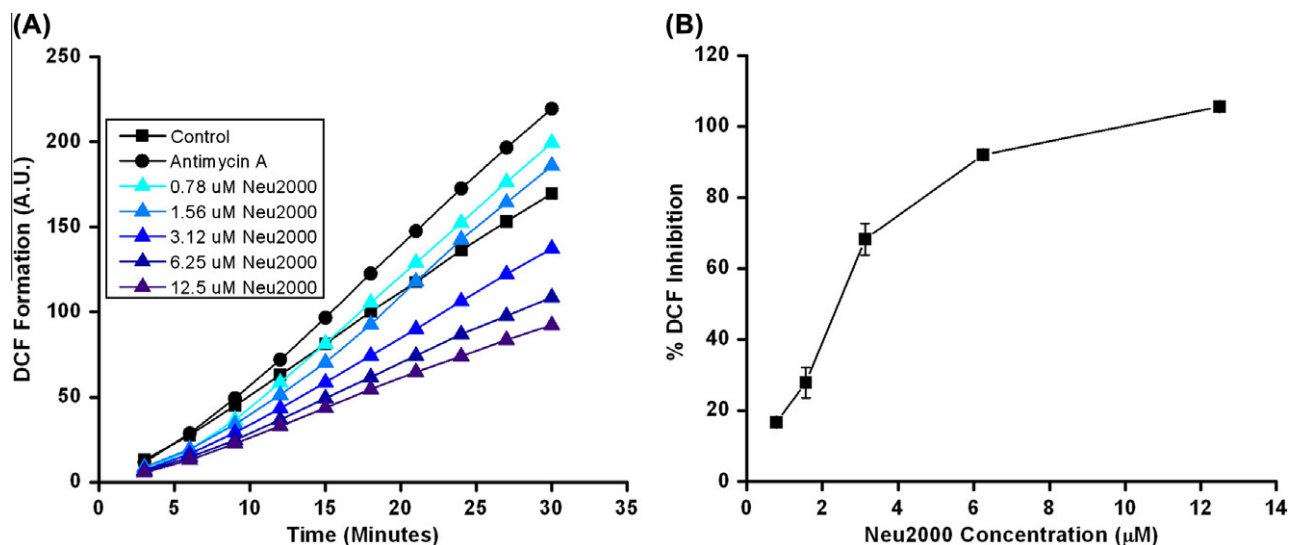 (A)
250
200
150
100
50
0
DCF Formation (A.U.)
Control
Antimycin A
0.78 uM Neu2000
1.56 uM Neu2000
3.12 uM Neu2000
6.25 uM Neu2000
12.5 uM Neu2000
0 5 10 15 20 25 30 35
Time (Minutes)
(B)
120
100
80
60
40
20
0
% DCF Inhibition
0 2 4 6 8 10 12 14
Neu2000 Concentration (μM)